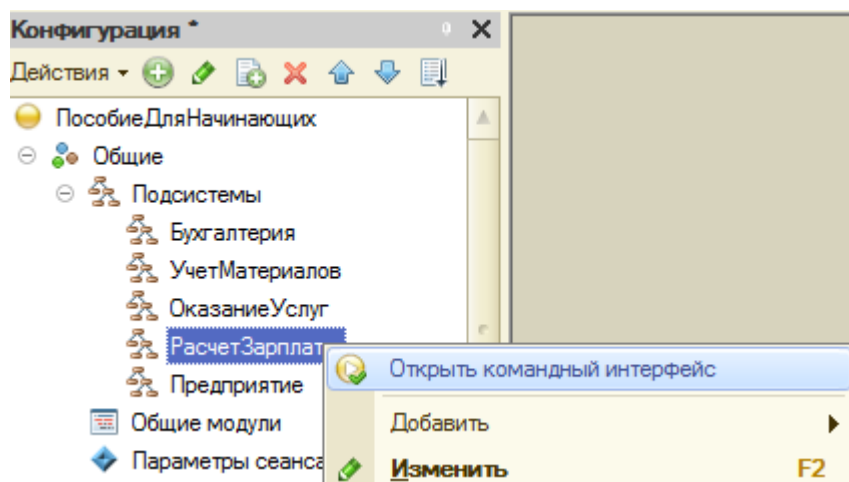 Конфигурация *
Действия
ПособиеДляНачинающих
Общие
Подсистемы
Бухгалтерия
УчетМатериалов
ОказаниеУслуг
РасчетЗарплат
Открыть командный интерфейс
Предприятие
Общие модули
Добавить
Параметры сеанса
Изменить F2